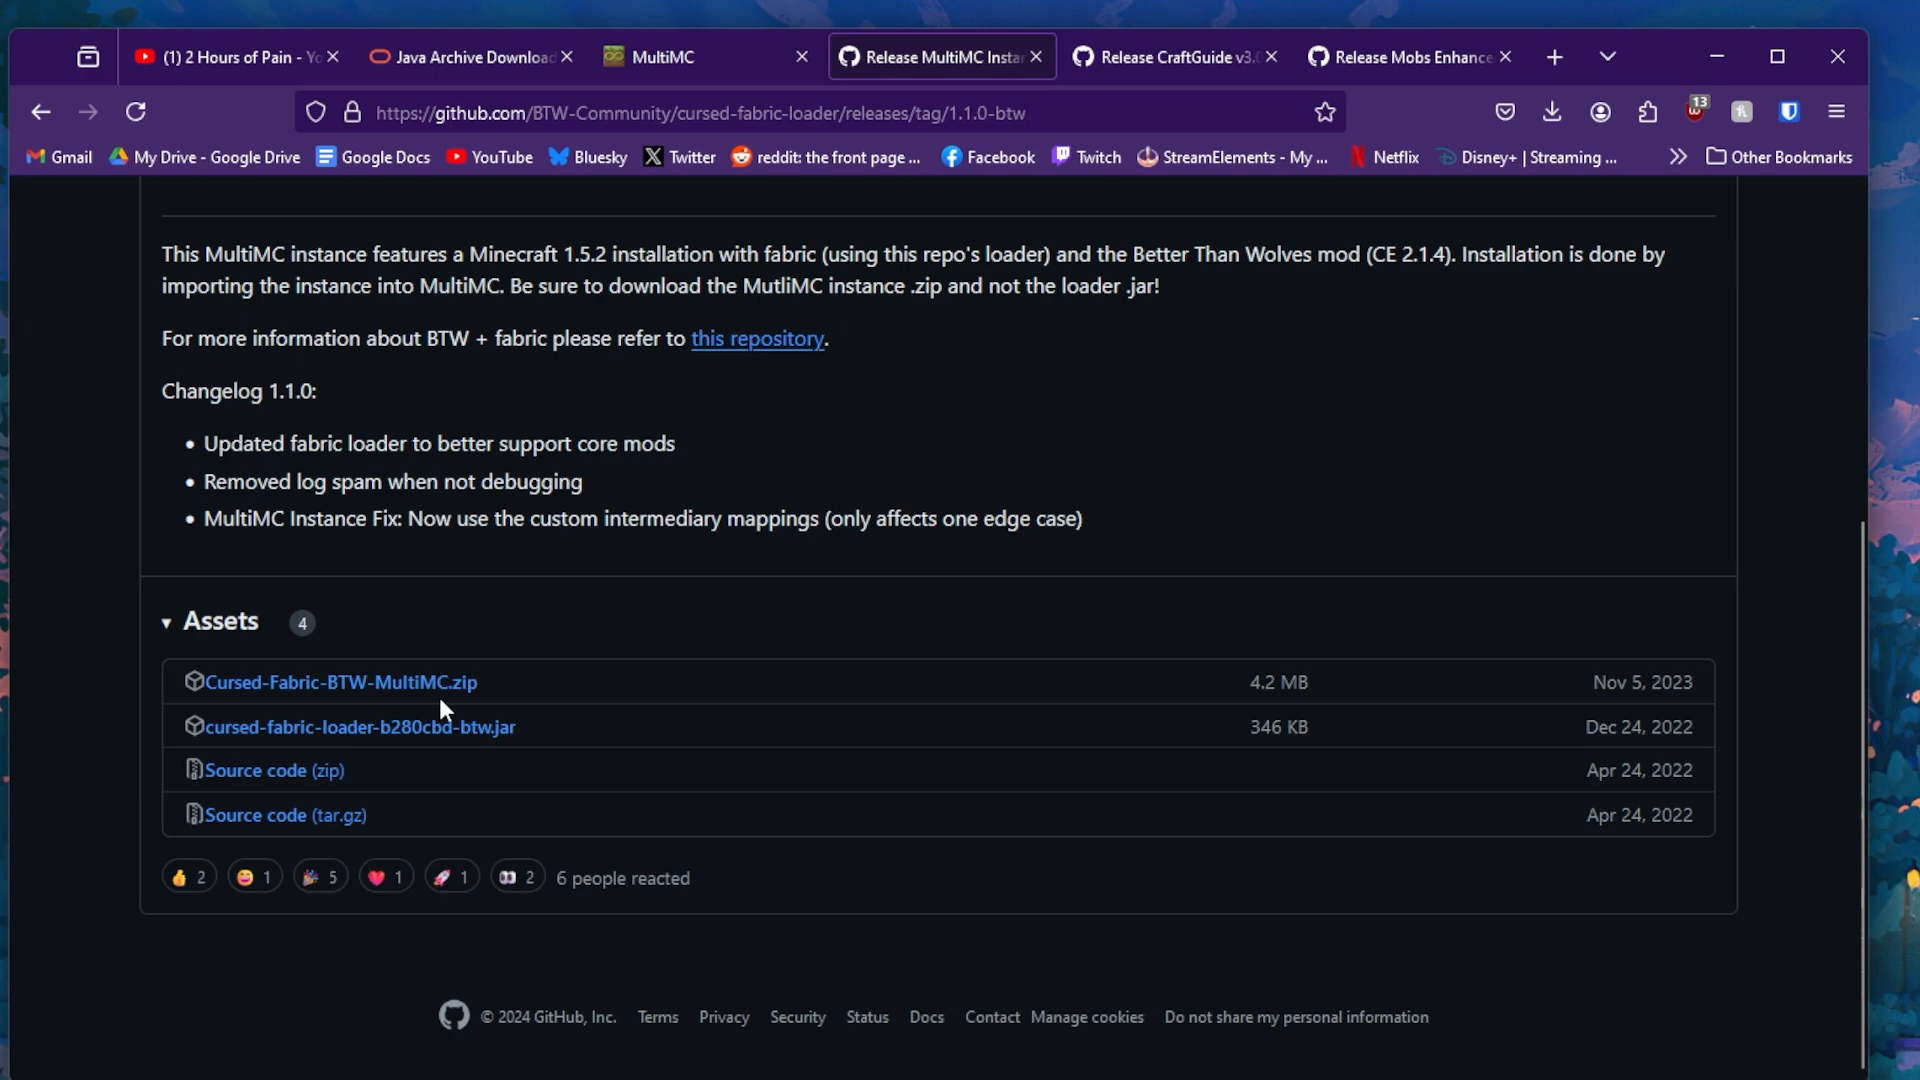 (1) 2 Hours of Pain - Yo
Java Archive Download
MultiMC
Release MultiMC Instar
Release CraftGuide v3.0
Release Mobs Enhance
https://github.com/BTW-Community/cursed-fabric-loader/releases/tag/1.1.0-btw
13
Gmail
My Drive - Google Drive
Google Docs
YouTube
Bluesky
Twitter
reddit: the front page ...
Facebook
Twitch
StreamElements - My ...
Netflix
Disney+ | Streaming ...
Other Bookmarks
This MultiMC instance features a Minecraft 1.5.2 installation with fabric (using this repo's loader) and the Better Than Wolves mod (CE 2.1.4). Installation is done by
importing the instance into MultiMC. Be sure to download the MutliMC instance .zip and not the loader .jar!
For more information about BTW + fabric please refer to this repository.
Changelog 1.1.0:
• Updated fabric loader to better support core mods
• Removed log spam when not debugging
• MultiMC Instance Fix: Now use the custom intermediary mappings (only affects one edge case)
Assets 4
Cursed-Fabric-BTW-MultiMC.zip 4.2 MB Nov 5, 2023
cursed-fabric-loader-b280cbd-btw.jar 346 KB Dec 24, 2022
Source code (zip) Apr 24, 2022
Source code (tar.gz) Apr 24, 2022
2 1 5 1 1 2 6 people reacted
© 2024 GitHub, Inc. Terms Privacy Security Status Docs Contact Manage cookies Do not share my personal information